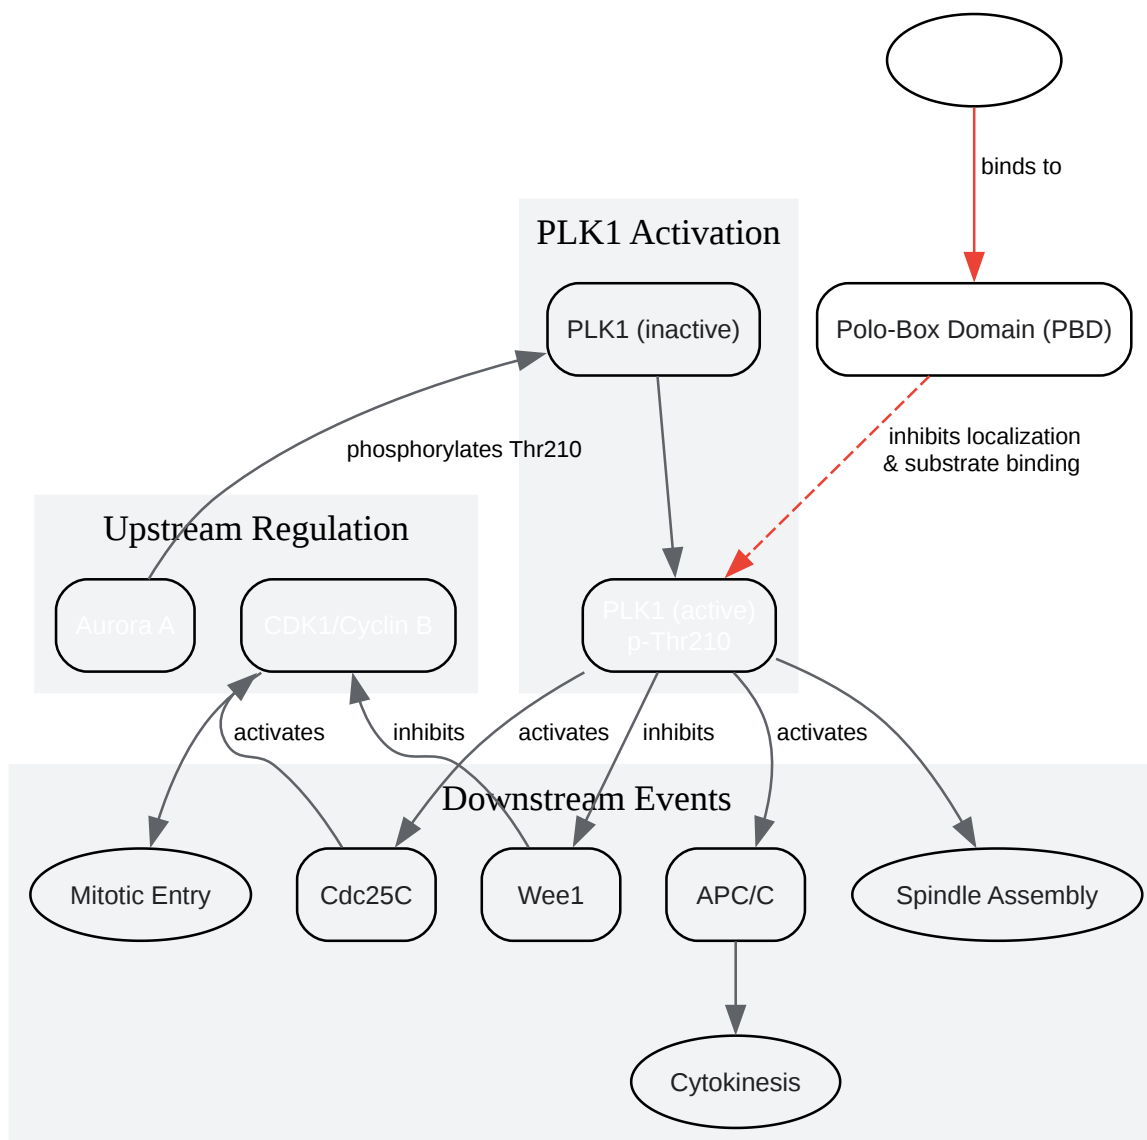 binds to
PLK1 Activation
PLK1 (inactive)
Polo-Box Domain (PBD)
phosphorylates Thr210
inhibits localization
& substrate binding
Upstream Regulation
Aurora A
CDK1/Cyclin B
PLK1 (active)
p-Thr210
activates
inhibits
activates
inhibits
activates
Downstream Events
Mitotic Entry
Cdc25C
Wee1
APC/C
Spindle Assembly
Cytokinesis